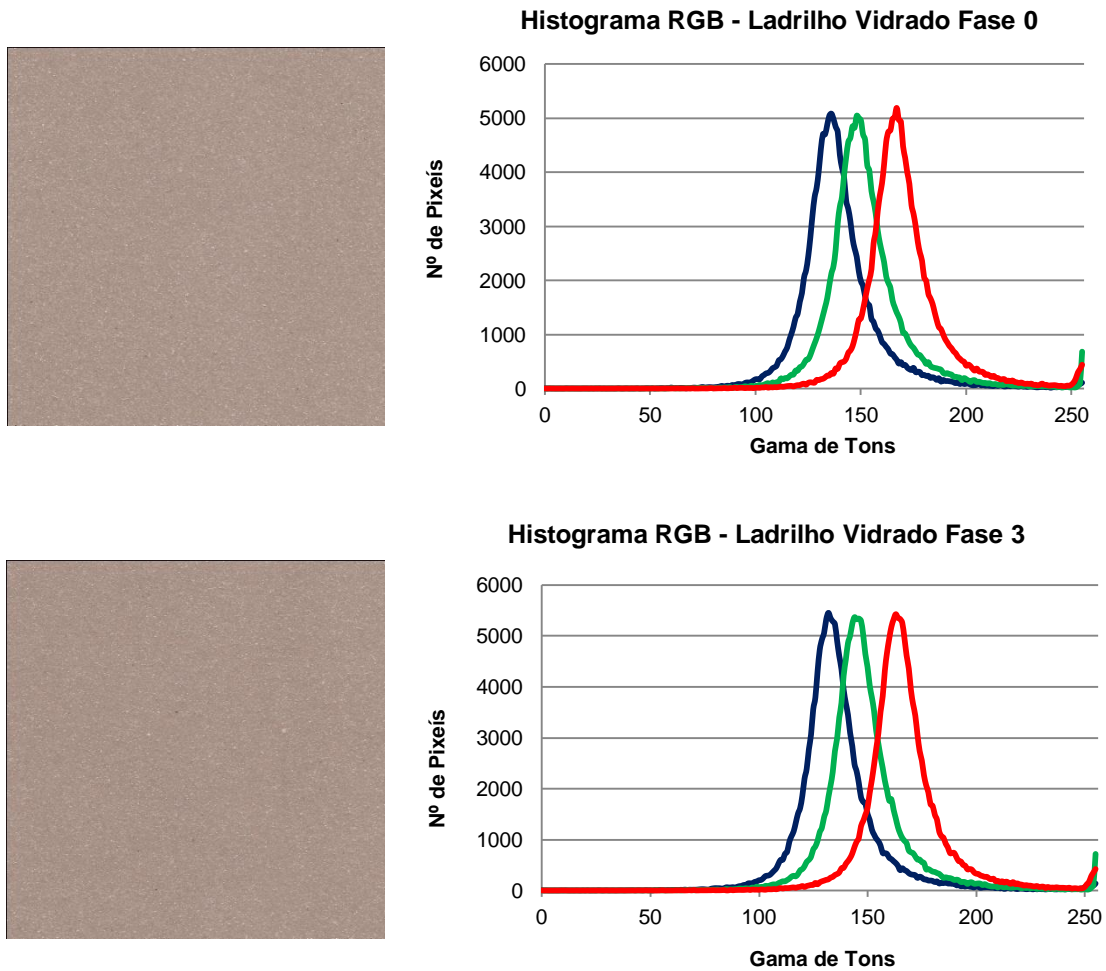 Histograma RGB - Ladrilho Vidrado Fase 0
6000
5000
4000
3000
2000
1000
0
Nº de Pixeís
0 50 100 150 200 250
Gama de Tons
Histograma RGB - Ladrilho Vidrado Fase 3
6000
5000
4000
3000
2000
1000
0
Nº de Pixeís
0 50 100 150 200 250
Gama de Tons